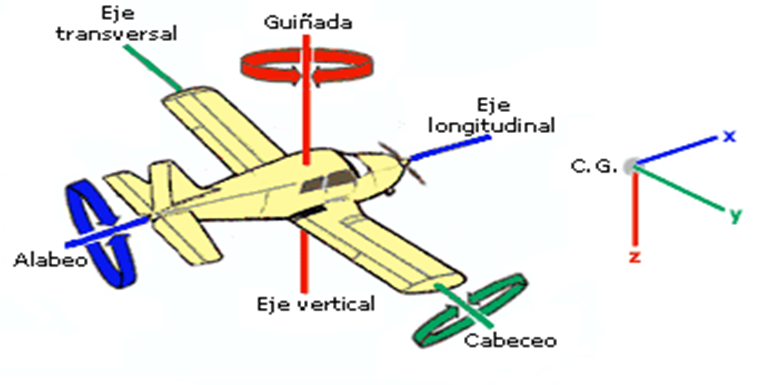 Eje
transversal
Guiñada
Eje
longitudinal
x
C.G.
y
z
Alabeo
Eje vertical
Cabeceo